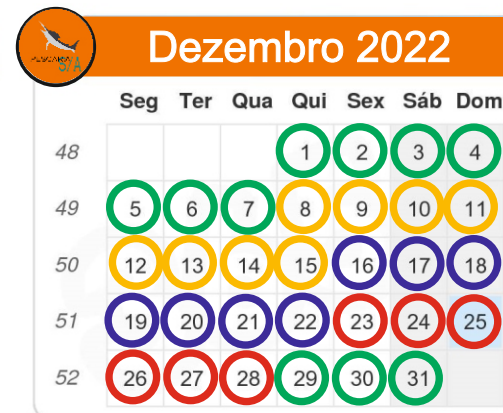 PESCARIA
S/A
Dezembro 2022
Seg Ter Qua Qui Sex Sáb Dom
48 1 2 3 4
49 5 6 7 8 9 10 11
50 12 13 14 15 16 17 18
51 19 20 21 22 23 24 25
52 26 27 28 29 30 31